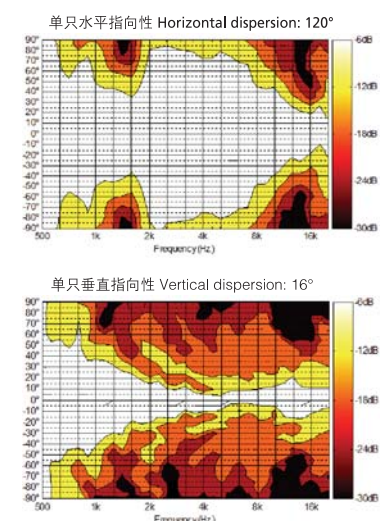 单只水平指向性 Horizontal dispersion: 120°
90°
80°
70°
60°
50°
40°
30°
20°
10°
0°
-10°
-20°
-30°
-40°
-50°
-60°
-70°
-80°
-90°
500 1k 2k 4k 8k 16k
Frequency(Hz)
-6dB
-12dB
-18dB
-24dB
-30dB
单只垂直指向性 Vertical dispersion: 16°
90°
80°
70°
60°
50°
40°
30°
20°
10°
0°
-10°
-20°
-30°
-40°
-50°
-60°
-70°
-80°
-90°
500 1k 2k 4k 8k 16k
Frequency(Hz)
-12dB
-18dB
-24dB
-30dB